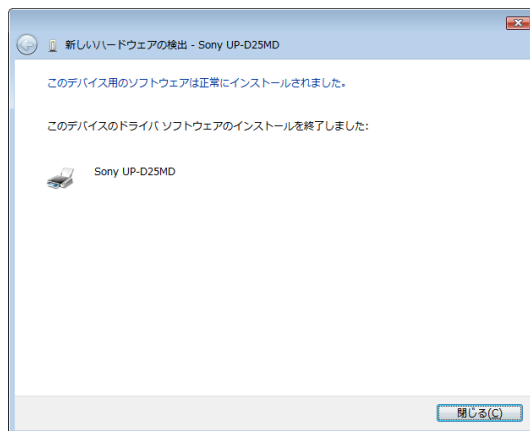 新しいハードウェアの検出 - Sony UP-D25MD
このデバイス用のソフトウェアは正常にインストールされました。
このデバイスのドライバ ソフトウェアのインストールを終了しました:
Sony UP-D25MD
閉じる(C)